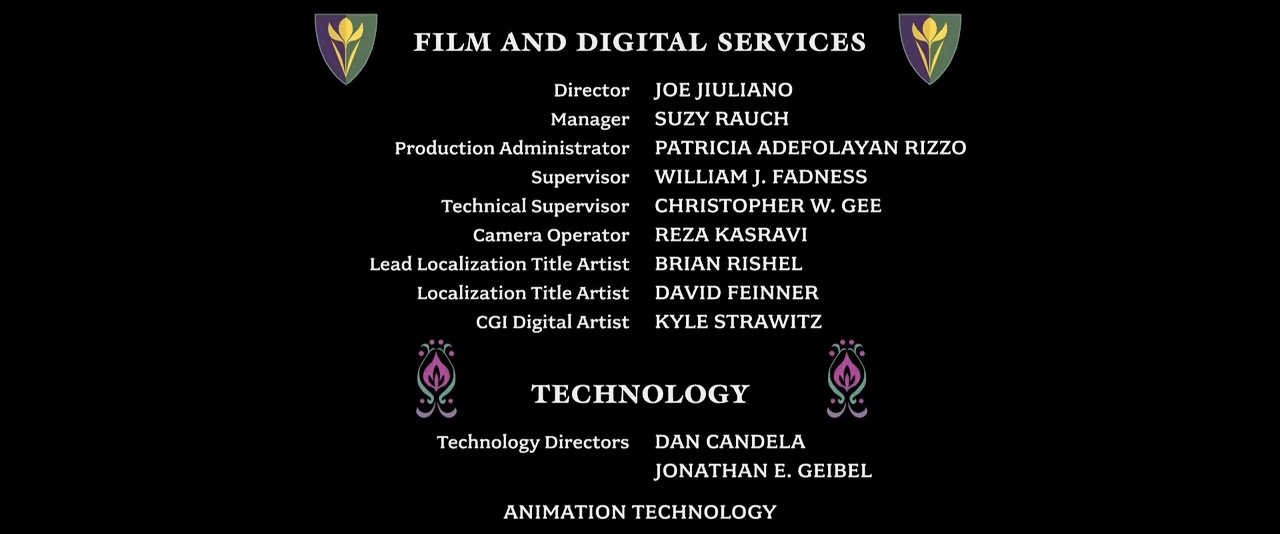 FILM AND DIGITAL SERVICES
Director JOE JIULIANO
Manager SUZY RAUCH
Production Administrator PATRICIA ADEFOLAYAN RIZZO
Supervisor WILLIAM J. FADNESS
Technical Supervisor CHRISTOPHER W. GEE
Camera Operator REZA KASRAVI
Lead Localization Title Artist BRIAN RISHEL
Localization Title Artist DAVID FEINNER
CGI Digital Artist KYLE STRAWITZ
TECHNOLOGY
Technology Directors DAN CANDELA
JONATHAN E. GEIBEL
ANIMATION TECHNOLOGY